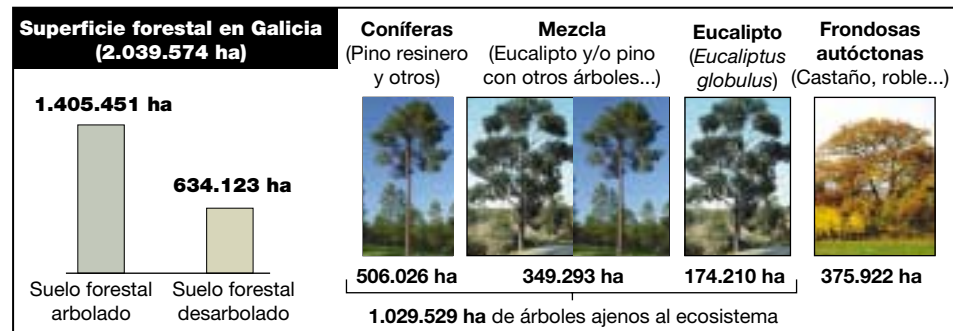 Superficie forestal en Galicia
(2.039.574 ha)
1.405.451 ha
634.123 ha
Suelo forestal
arbolado
Suelo forestal
desarbolado
Coníferas
(Pino resinero
y otros)
506.026 ha
Mezcla
(Eucalipto y/o pino
con otros árboles...)
349.293 ha
Eucalipto
(Eucaliptus
globulus)
174.210 ha
Frondosas
autóctonas
(Castaño, roble...)
375.922 ha
1.029.529 ha de árboles ajenos al ecosistema